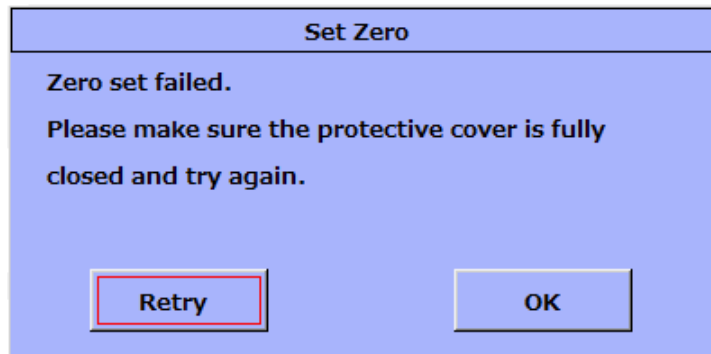 Set Zero
Zero set failed.
Please make sure the protective cover is fully
closed and try again.
Retry
OK